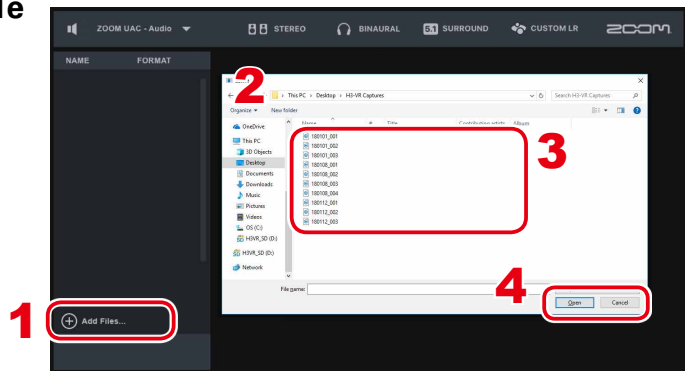 le
ZOOM UAC - Audio STEREO BINAURAL 5.1 SURROUND CUSTOM LR ZOOM
NAME FORMAT
2
This PC > Desktop > H3-VR Captures Search H3-VR Captures
Organize New folder
Name # Title Contributing artists Album
OneDrive
This PC
3D Objects
Desktop
Documents
Downloads
Music
Pictures
Videos
OS (C:)
H3VR_SD (D:)
H3VR_SD (D:)
Network
180101_001
180101_002
180101_003
180108_001
180108_002
180108_003
180108_004
180112_001
180112_002
180112_003
3
File name:
4
Open Cancel
1
Add Files...